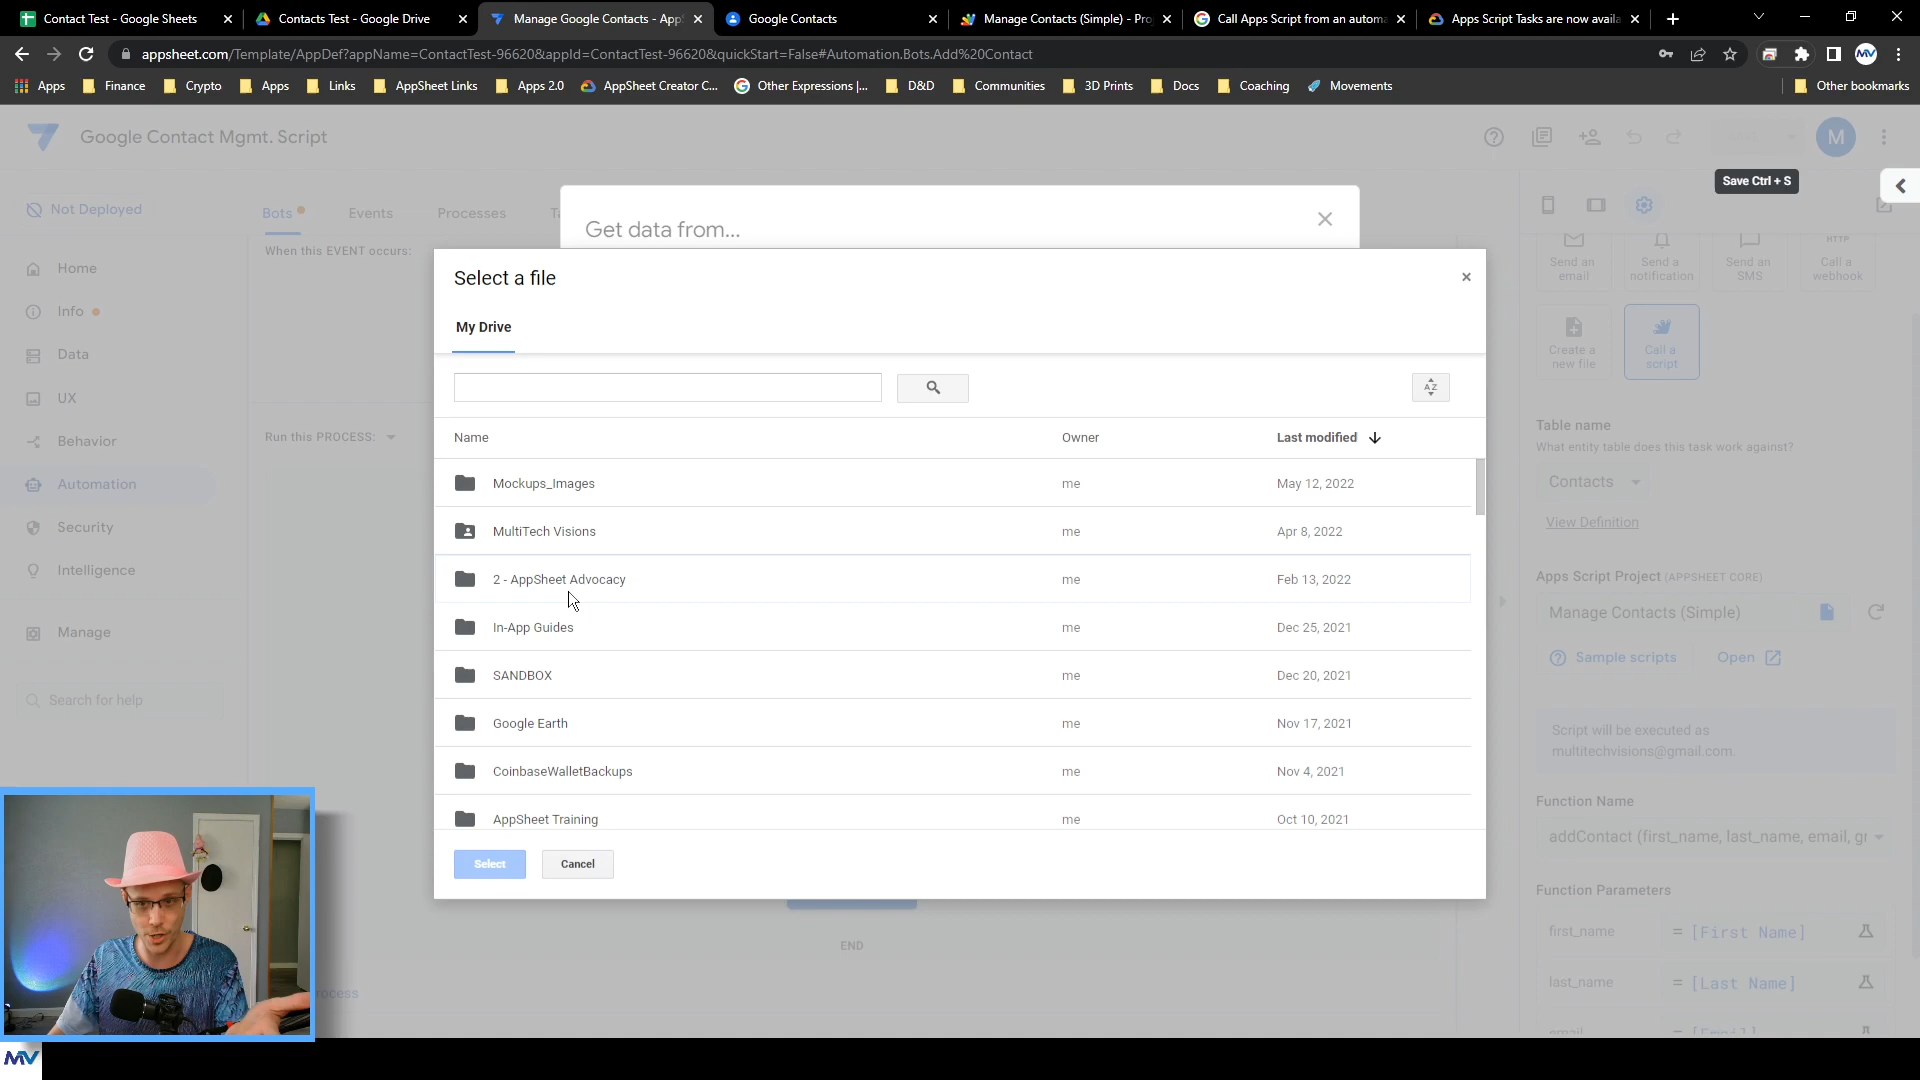 Contact Test - Google Sheets
Contacts Test - Google Drive
Manage Google Contacts - App
Google Contacts
Manage Contacts (Simple) - Pro
Call Apps Script from an automa
Apps Script Tasks are now availa
appsheet.com/Template/AppDef?appName=ContactTest-96620&appId=ContactTest-96620&quickStart=False#Automation.Bots.Add%20Contact
MV
Apps
Finance
Crypto
Apps
Links
AppSheet Links
Apps 2.0
AppSheet Creator C...
Other Expressions |...
D&D
Communities
3D Prints
Docs
Coaching
Movements
Other bookmarks
Google Contact Mgmt. Script
M
Save Ctrl + S
Not Deployed
Bots
Events
Processes
Get data from...
When this EVENT occurs:
Home
Info
Data
UX
Behavior
Automation
Security
Intelligence
Manage
Search for help
Run this PROCESS:
Select a file
My Drive
AZ
Name
Owner
Last modified
Mockups_Images
me
May 12, 2022
MultiTech Visions
me
Apr 8, 2022
2 - AppSheet Advocacy
me
Feb 13, 2022
In-App Guides
me
Dec 25, 2021
SANDBOX
me
Dec 20, 2021
Google Earth
me
Nov 17, 2021
CoinbaseWalletBackups
me
Nov 4, 2021
AppSheet Training
me
Oct 10, 2021
Select
Cancel
END
Send an email
Send a notification
Send an SMS
HTTP
Call a webhook
Create a new file
Call a script
Table name
What entity table does this task work against?
Contacts
View Definition
Apps Script Project (APPSHEET CORE)
Manage Contacts (Simple)
Sample scripts
Open
Script will be executed as
multitechvisions@gmail.com.
Function Name
addContact (first_name, last_name, email, gr
Function Parameters
first_name
= [First Name]
last_name
= [Last Name]
email
= [Email]
MV